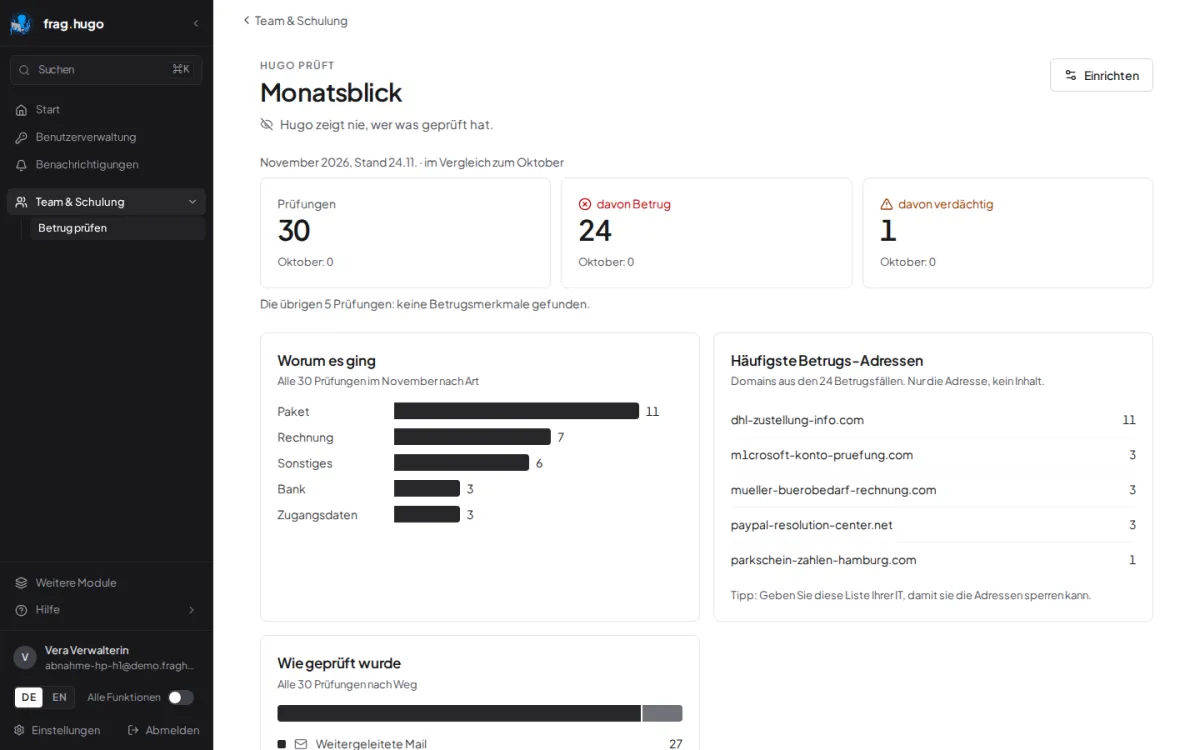 frag.hugo
Suchen
⌘K
Start
Benutzerverwaltung
Benachrichtigungen
Team & Schulung
Betrug prüfen
Weitere Module
Hilfe
V
Vera Verwalterin
abnahme-hp-h1@demo.fragh...
DE
EN
Alle Funktionen
Einstellungen
Abmelden
Team & Schulung
HUGO PRÜFT
Monatsblick
Hugo zeigt nie, wer was geprüft hat.
Einrichten
November 2026, Stand 24.11. · im Vergleich zum Oktober
Prüfungen
30
Oktober: 0
davon Betrug
24
Oktober: 0
davon verdächtig
1
Oktober: 0
Die übrigen 5 Prüfungen: keine Betrugsmerkmale gefunden.
Worum es ging
Alle 30 Prüfungen im November nach Art
Paket 11
Rechnung 7
Sonstiges 6
Bank 3
Zugangsdaten 3
Häufigste Betrugs-Adressen
Domains aus den 24 Betrugsfällen. Nur die Adresse, kein Inhalt.
dhl-zustellung-info.com 11
m1crosoft-konto-pruefung.com 3
mueller-buerobedarf-rechnung.com 3
paypal-resolution-center.net 3
parkschein-zahlen-hamburg.com 1
Tipp: Geben Sie diese Liste Ihrer IT, damit sie die Adressen sperren kann.
Wie geprüft wurde
Alle 30 Prüfungen nach Weg
Weitergeleitete Mail 27